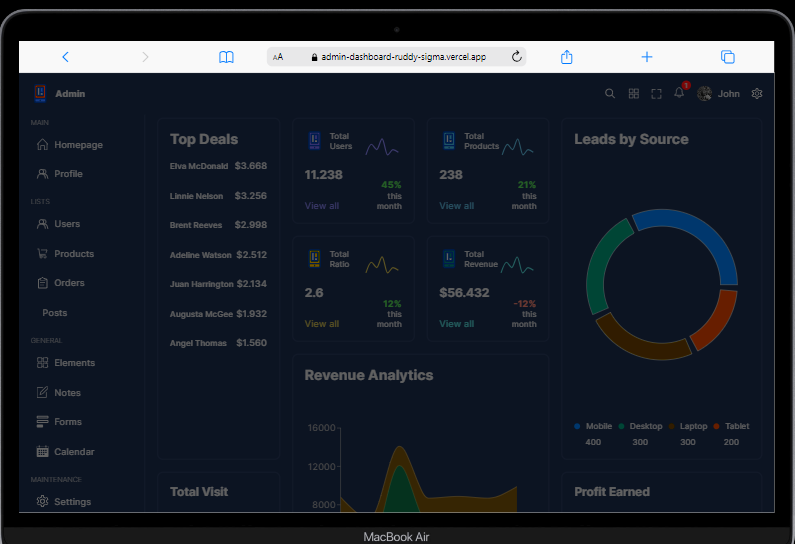 AA admin-dashboard-ruddy-sigma.vercel.app
Admin
1
John
MAIN
Homepage
Profile
LISTS
Users
Products
Orders
Posts
GENERAL
Elements
Notes
Forms
Calendar
MAINTENANCE
Settings
Top Deals
Elva McDonald $3.668
Linnie Nelson $3.256
Brent Reeves $2.998
Adeline Watson $2.512
Juan Harrington $2.134
Augusta McGee $1.932
Angel Thomas $1.560
Total Visit
Total
Users
11.238
View all
45%
this
month
Total
Products
238
View all
21%
this
month
Total
Ratio
2.6
View all
12%
this
month
Total
Revenue
$56.432
View all
-12%
this
month
Revenue Analytics
16000
12000
8000
Leads by Source
Mobile Desktop Laptop Tablet
400 300 300 200
Profit Earned
MacBook Air